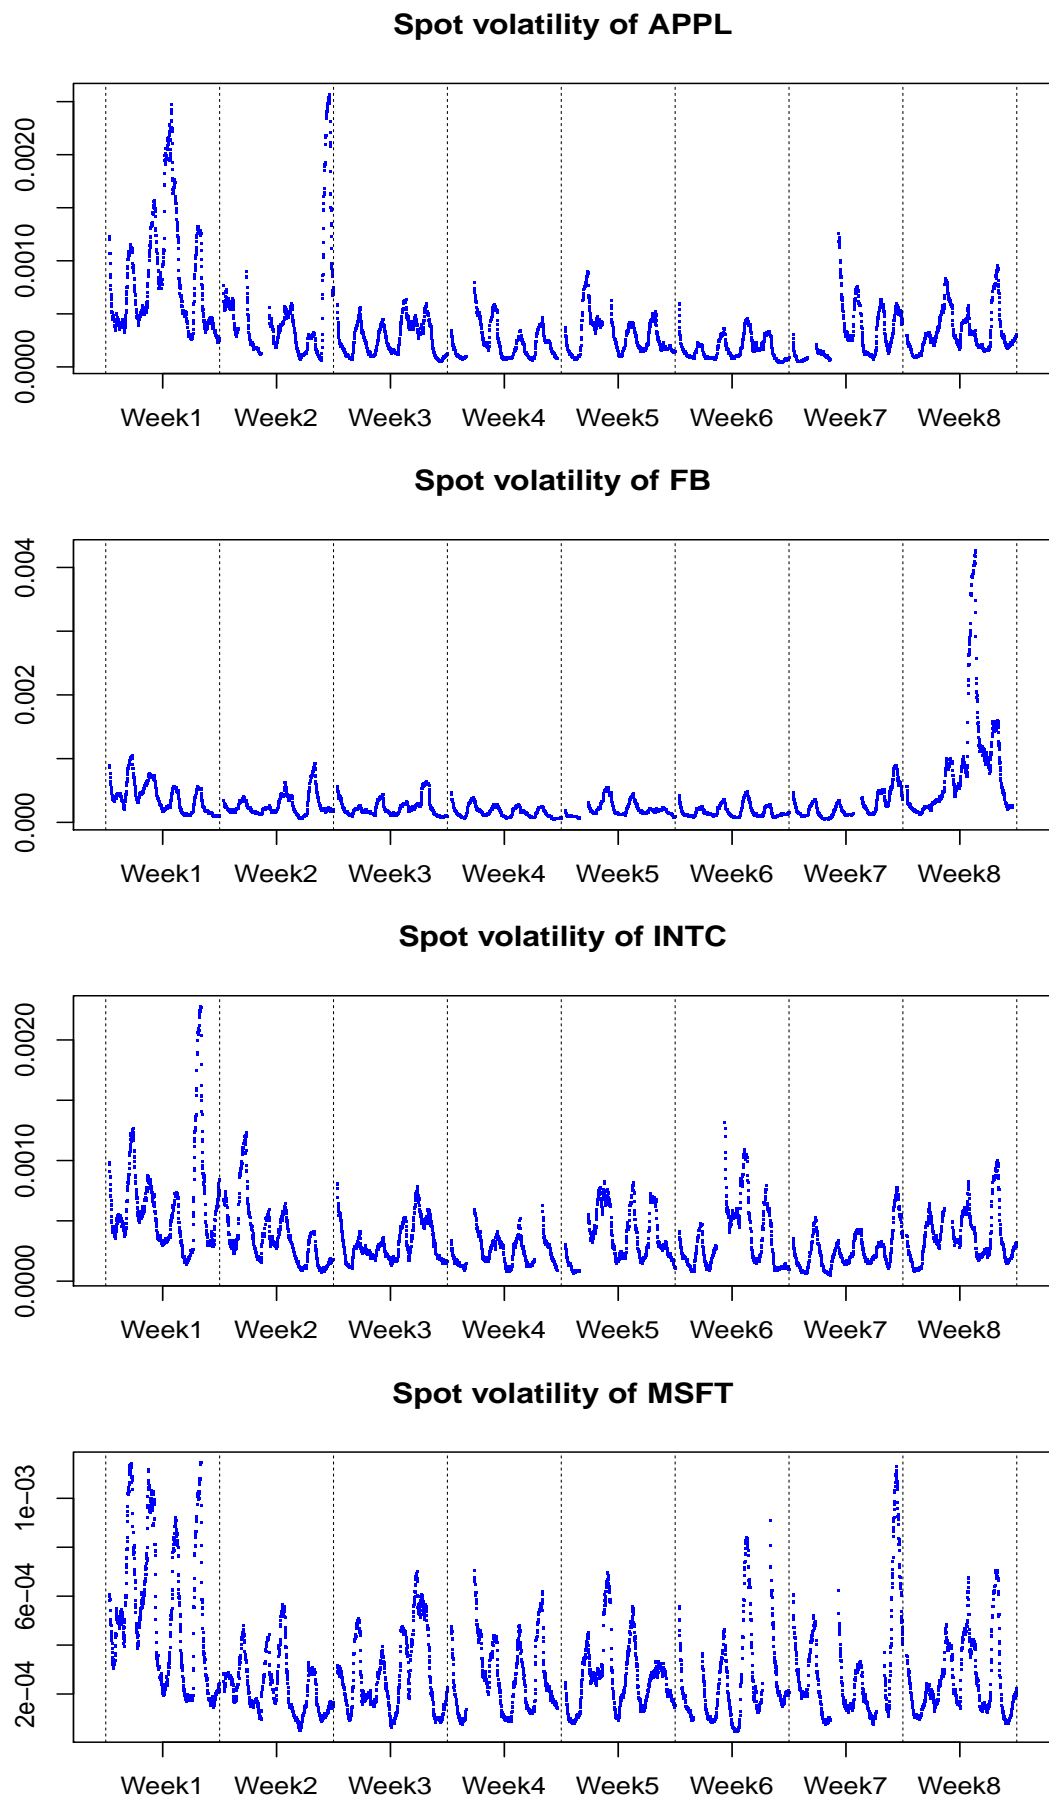 Spot volatility of APPL
0.0020
0.0010
0.0000
Week1 Week2 Week3 Week4 Week5 Week6 Week7 Week8
Spot volatility of FB
0.004
0.002
0.000
Week1 Week2 Week3 Week4 Week5 Week6 Week7 Week8
Spot volatility of INTC
0.0020
0.0010
0.0000
Week1 Week2 Week3 Week4 Week5 Week6 Week7 Week8
Spot volatility of MSFT
1e−03
6e−04
2e−04
Week1 Week2 Week3 Week4 Week5 Week6 Week7 Week8